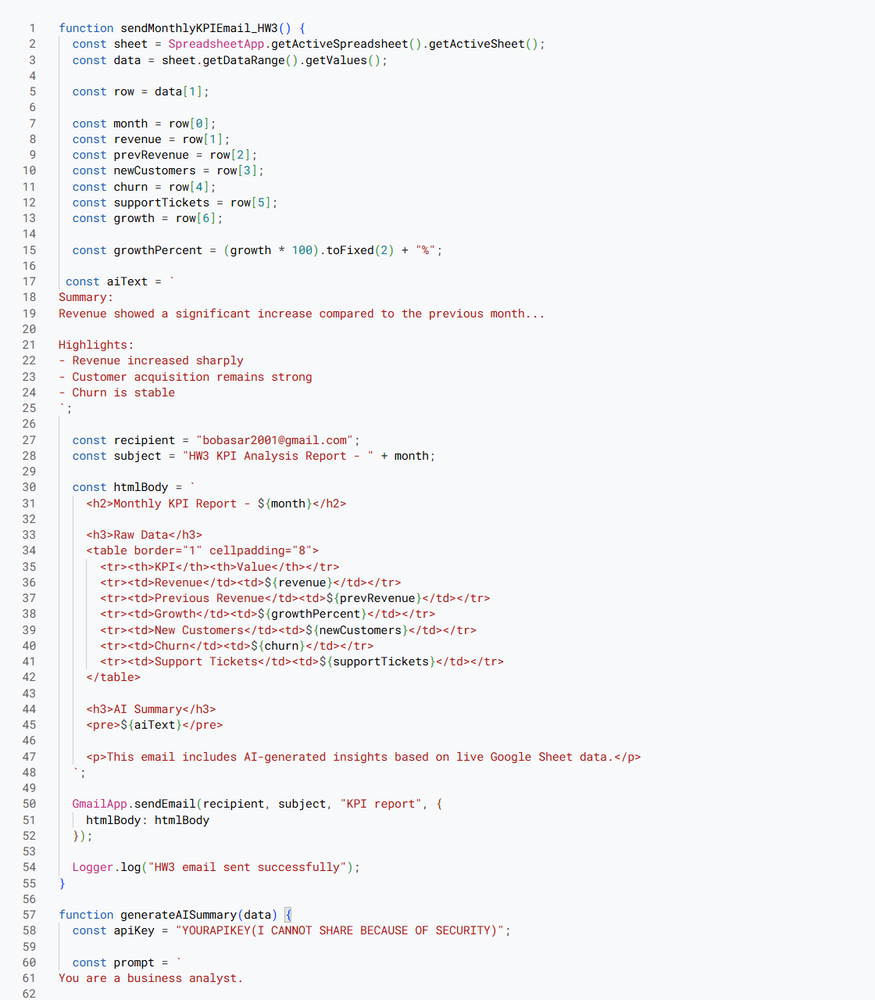 1 function sendMonthlyKPIEmail_HW3() {
2 const sheet = SpreadsheetApp.getActiveSpreadsheet().getActiveSheet();
3 const data = sheet.getDataRange().getValues();
4
5 const row = data[1];
6
7 const month = row[0];
8 const revenue = row[1];
9 const prevRevenue = row[2];
10 const newCustomers = row[3];
11 const churn = row[4];
12 const supportTickets = row[5];
13 const growth = row[6];
14
15 const growthPercent = (growth * 100).toFixed(2) + "%";
16
17 const aiText = `
18 Summary:
19 Revenue showed a significant increase compared to the previous month...
20
21 Highlights:
22 - Revenue increased sharply
23 - Customer acquisition remains strong
24 - Churn is stable
25 `;
26
27 const recipient = "bobasar2001@gmail.com";
28 const subject = "HW3 KPI Analysis Report - " + month;
29
30 const htmlBody = `
31 <h2>Monthly KPI Report - ${month}</h2>
32
33 <h3>Raw Data</h3>
34 <table border="1" cellpadding="8">
35 <tr><th>KPI</th><th>Value</th></tr>
36 <tr><td>Revenue</td><td>${revenue}</td></tr>
37 <tr><td>Previous Revenue</td><td>${prevRevenue}</td></tr>
38 <tr><td>Growth</td><td>${growthPercent}</td></tr>
39 <tr><td>New Customers</td><td>${newCustomers}</td></tr>
40 <tr><td>Churn</td><td>${churn}</td></tr>
41 <tr><td>Support Tickets</td><td>${supportTickets}</td></tr>
42 </table>
43
44 <h3>AI Summary</h3>
45 <pre>${aiText}</pre>
46
47 <p>This email includes AI-generated insights based on live Google Sheet data.</p>
48 `;
49
50 GmailApp.sendEmail(recipient, subject, "KPI report", {
51 htmlBody: htmlBody
52 });
53
54 Logger.log("HW3 email sent successfully");
55 }
56
57 function generateAISummary(data) {
58 const apiKey = "YOURAPIKEY(I CANNOT SHARE BECAUSE OF SECURITY)";
59
60 const prompt = `
61 You are a business analyst.
62